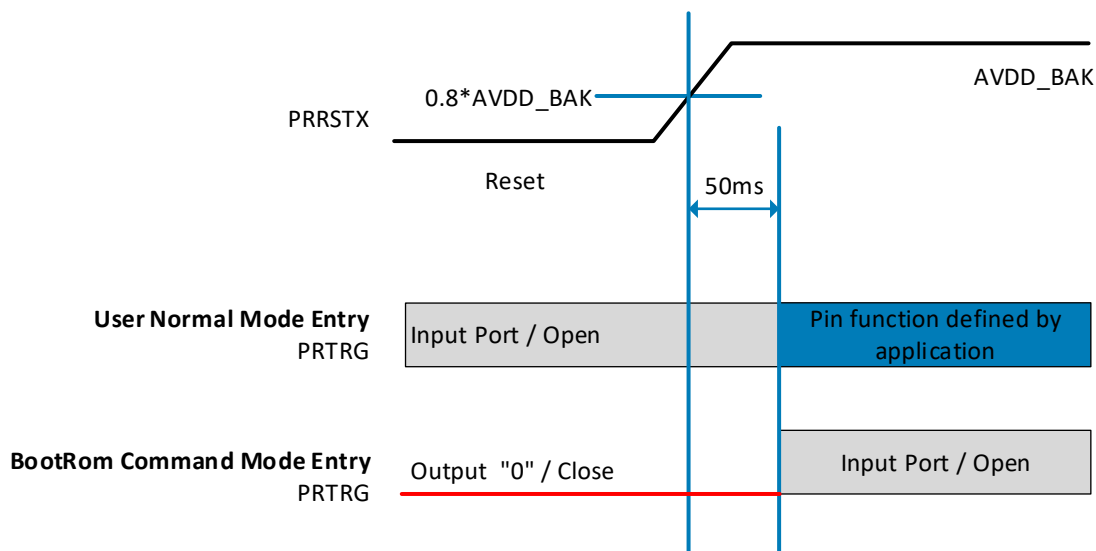 AVDD_BAK
0.8*AVDD_BAK
PRRSTX
Reset
50ms
User Normal Mode Entry
PRTRG
Input Port / Open
Pin function defined by
application
BootRom Command Mode Entry
PRTRG
Output "0" / Close
Input Port / Open